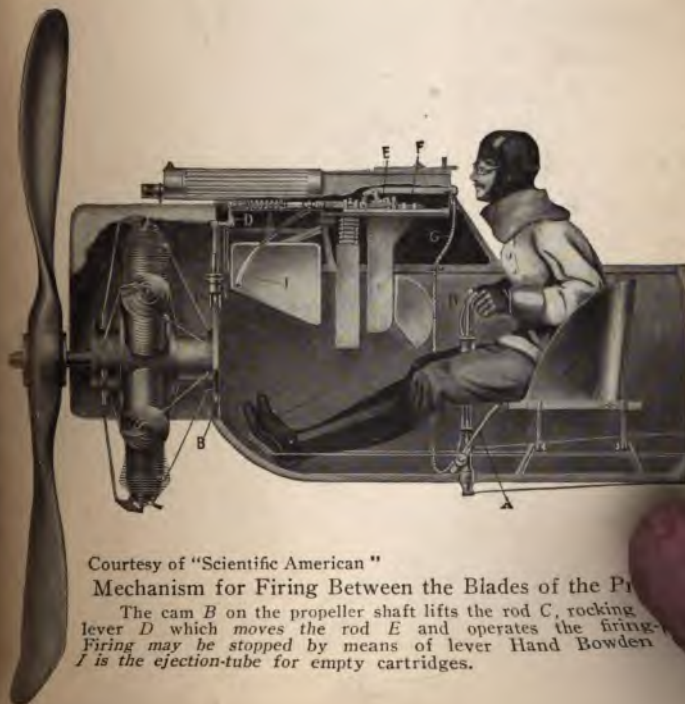 E F
D
G
I
H
B
A
Courtesy of "Scientific American"
Mechanism for Firing Between the Blades of the
The cam B on the propeller shaft lifts the rod C, rocking
lever D which moves the rod E and operates the firing-
Firing may be stopped by means of lever Hand Bowden
I is the ejection-tube for empty cartridges.